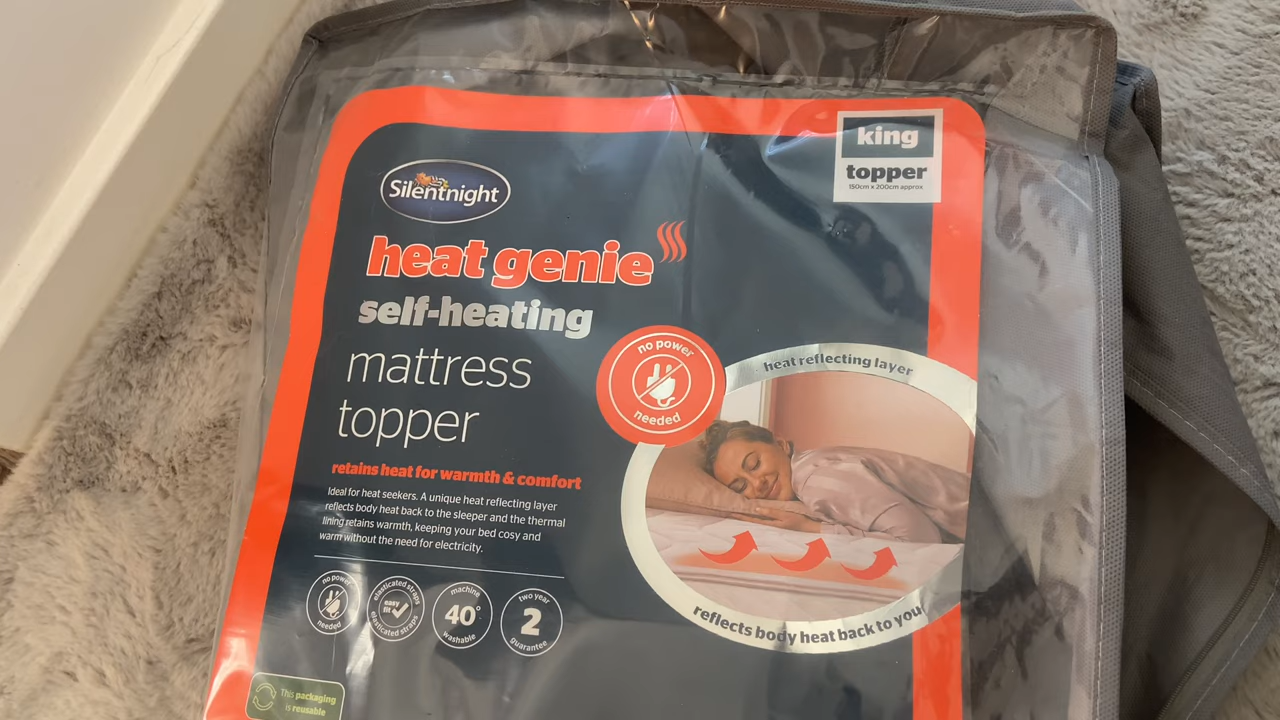 king
topper
150cm x 200cm approx
Silentnight
heat genie
self-heating
mattress
topper
no power
needed
heat reflecting layer
reflects body heat back to you
retains heat for warmth & comfort
Ideal for heat seekers. A unique heat reflecting layer
reflects body heat back to the sleeper and the thermal
lining retains warmth, keeping your bed cosy and
warm without the need for electricity.
no power
needed
elasticated straps
easy
fit
elasticated straps
machine
40°
washable
two year
2
guarantee
This packaging
is reusable